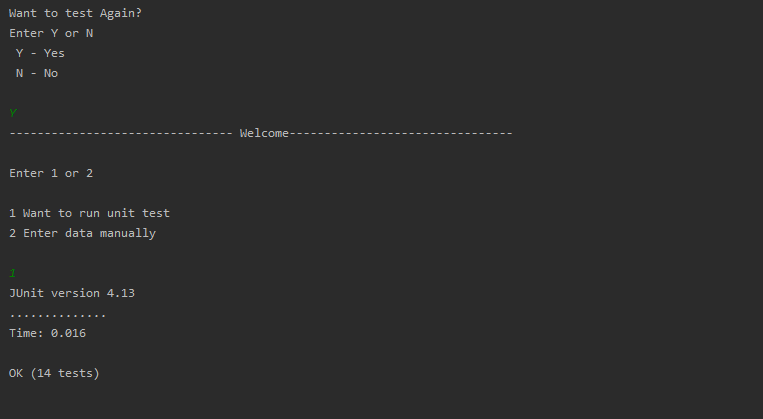 Want to test Again?
Enter Y or N
Y - Yes
N - No
Y
-------------------------------- Welcome--------------------------------
Enter 1 or 2
1 Want to run unit test
2 Enter data manually
1
JUnit version 4.13
..............
Time: 0.016
OK (14 tests)